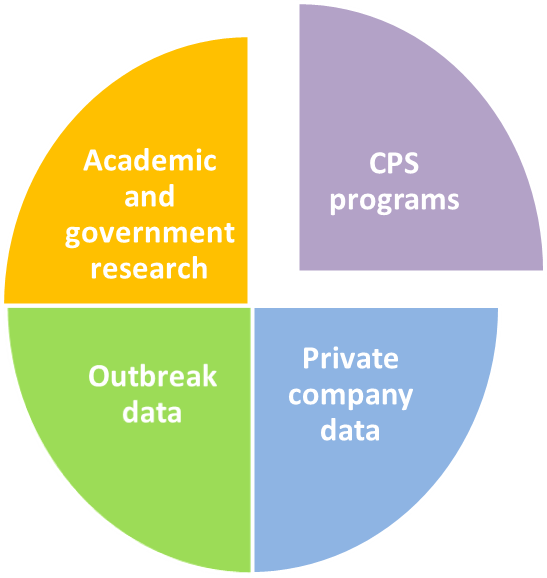 Academic
and
government
research
CPS
programs
Outbreak
data
Private
company
data